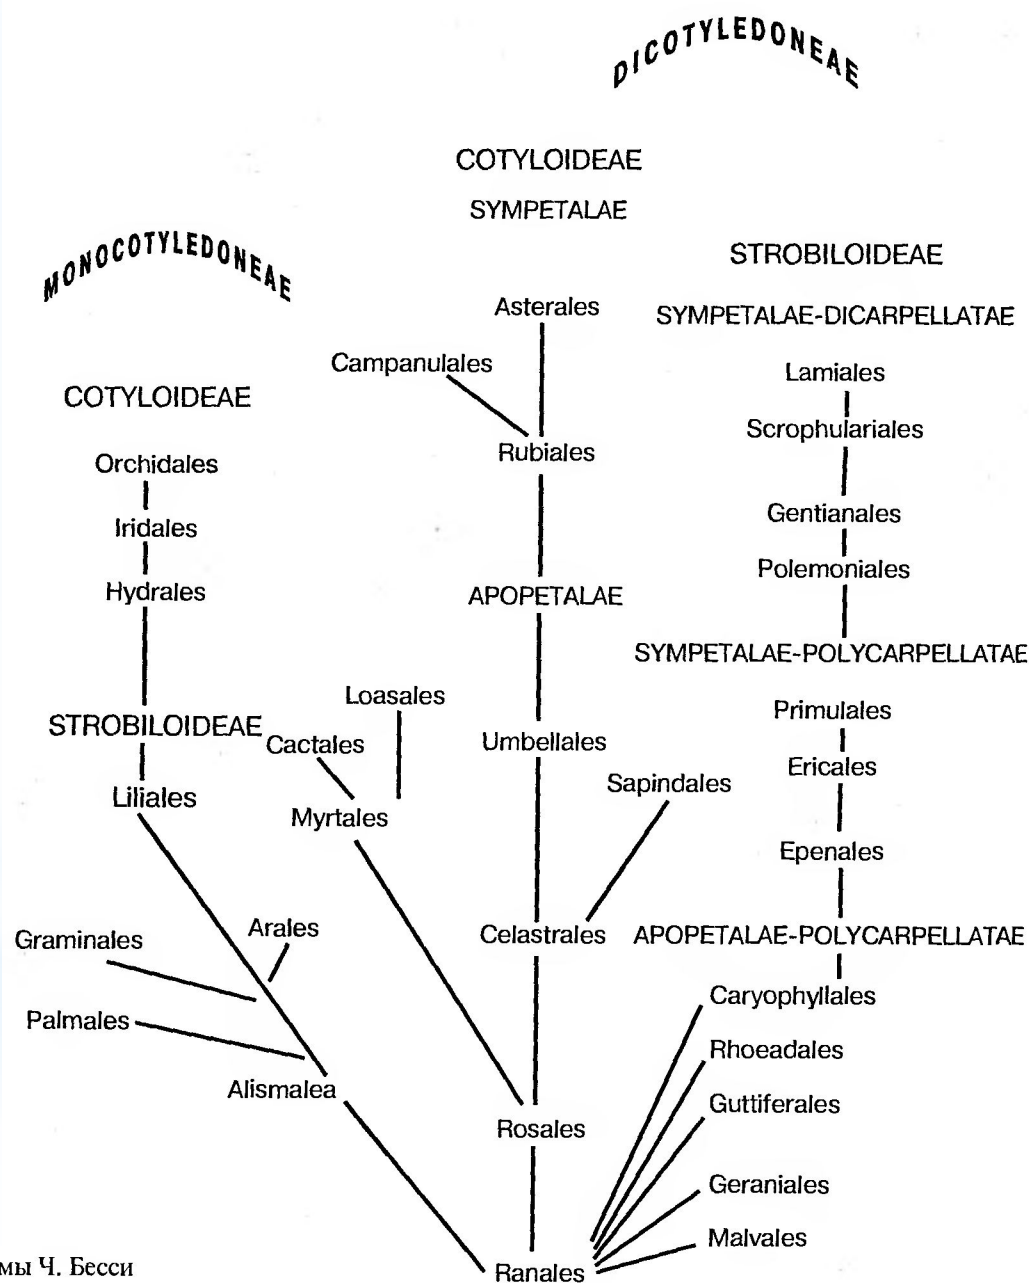 DICOTYLEDONEAE
COTYLOIDEAE
SYMPETALAE
MONOCOTYLEDONEAE
STROBILOIDEAE
Asterales
SYMPETALAE-DICARPELLATAE
Campanulales
Lamiales
COTYLOIDEAE
Scrophulariales
Rubiales
Orchidales
Gentianales
Iridales
Polemoniales
Hydrales
APOPETALAE
SYMPETALAE-POLYCARPELLATAE
Loasales
Primulales
STROBILOIDEAE
Cactales
Umbellales
Ericales
Sapindales
Liliales
Myrtales
Epenales
Arales
Graminales
Celastrales
APOPETALAE-POLYCARPELLATAE
Caryophyllales
Palmales
Rhoeadales
Alismalea
Guttiferales
Rosales
Geraniales
Malvales
мы Ч. Бесси
Ranales